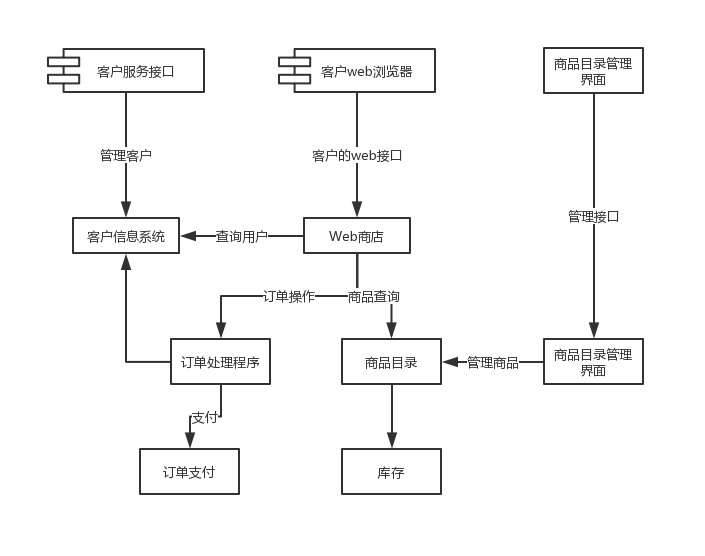 客户服务接口
客户web浏览器
商品目录管理
界面
管理客户
客户的web接口
管理接口
客户信息系统
查询用户
Web商店
订单操作
商品查询
订单处理程序
商品目录
管理商品
商品目录管理
界面
支付
订单支付
库存